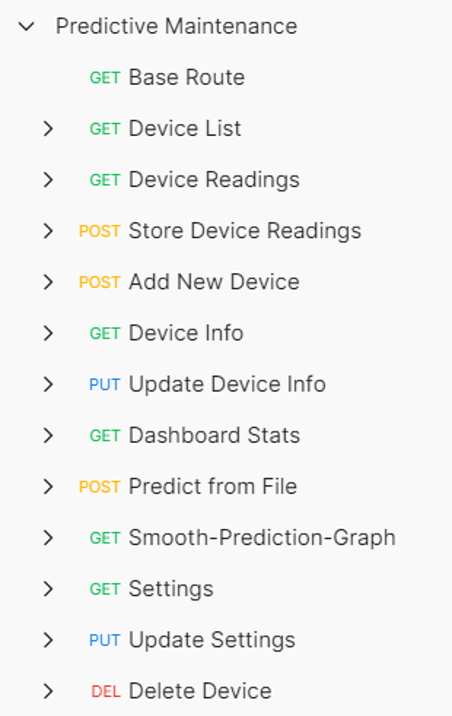 Predictive Maintenance
GET Base Route
GET Device List
GET Device Readings
POST Store Device Readings
POST Add New Device
GET Device Info
PUT Update Device Info
GET Dashboard Stats
POST Predict from File
GET Smooth-Prediction-Graph
GET Settings
PUT Update Settings
DEL Delete Device